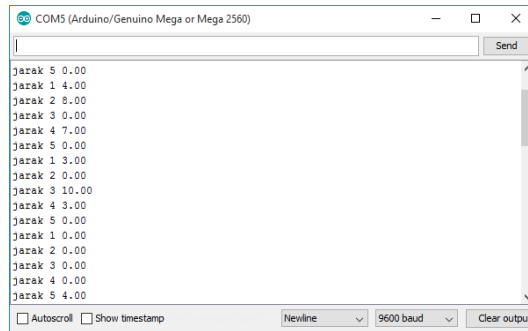 COM5 (Arduino/Genuino Mega or Mega 2560)
Send
jarak 5 0.00
jarak 1 4.00
jarak 2 8.00
jarak 3 0.00
jarak 4 7.00
jarak 5 0.00
jarak 1 3.00
jarak 2 0.00
jarak 3 10.00
jarak 4 3.00
jarak 5 0.00
jarak 1 0.00
jarak 2 0.00
jarak 3 0.00
jarak 4 0.00
jarak 5 4.00
Autoscroll Show timestamp Newline 9600 baud Clear outpu